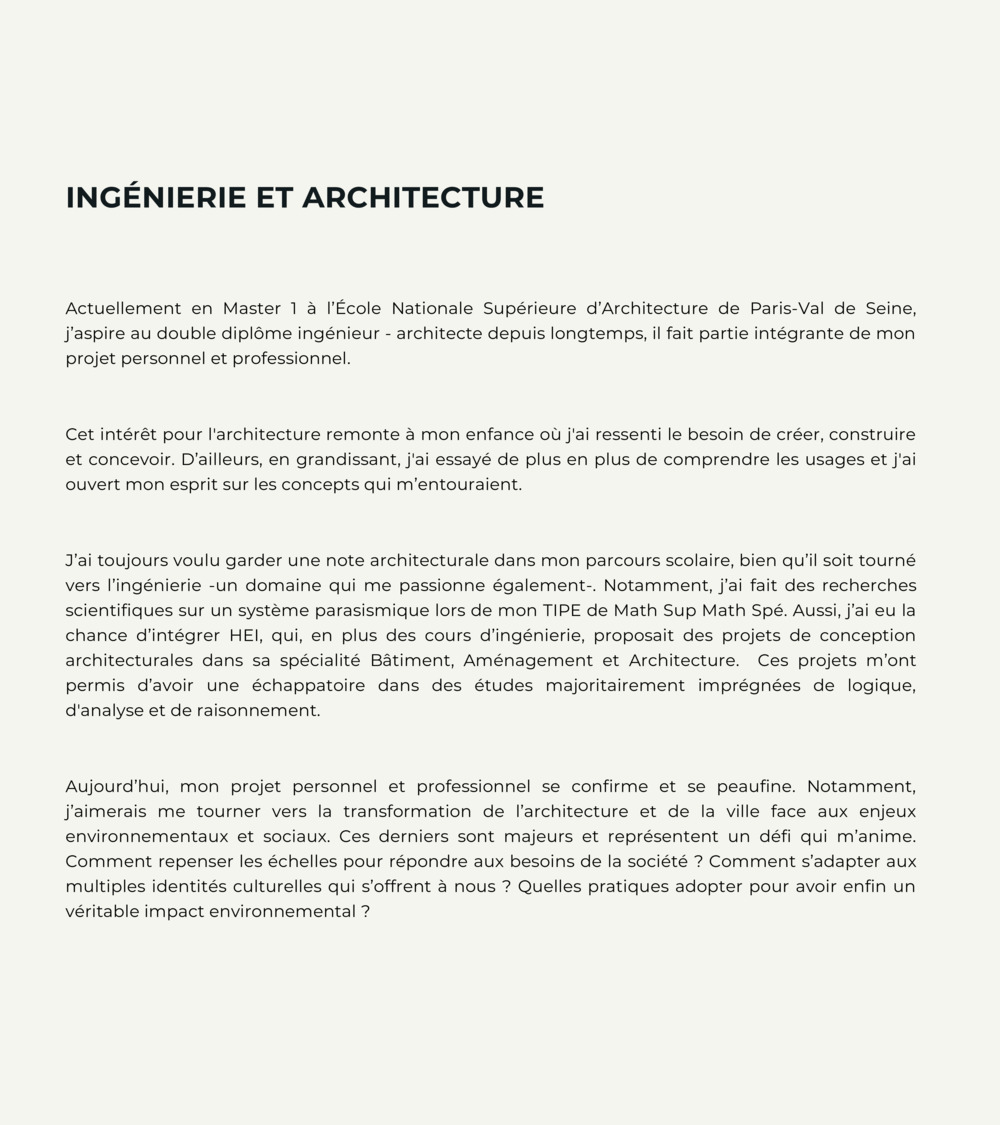 INGÉNIERIE ET ARCHITECTURE
Actuellement en Master 1 à l’École Nationale Supérieure d’Architecture de Paris-Val de Seine,
j’aspire au double diplôme ingénieur - architecte depuis longtemps, il fait partie intégrante de mon
projet personnel et professionnel.
Cet intérêt pour l'architecture remonte à mon enfance où j'ai ressenti le besoin de créer, construire
et concevoir. D’ailleurs, en grandissant, j'ai essayé de plus en plus de comprendre les usages et j'ai
ouvert mon esprit sur les concepts qui m’entouraient.
J’ai toujours voulu garder une note architecturale dans mon parcours scolaire, bien qu’il soit tourné
vers l’ingénierie -un domaine qui me passionne également-. Notamment, j’ai fait des recherches
scientifiques sur un système parasismique lors de mon TIPE de Math Sup Math Spé. Aussi, j’ai eu la
chance d’intégrer HEI, qui, en plus des cours d’ingénierie, proposait des projets de conception
architecturales dans sa spécialité Bâtiment, Aménagement et Architecture.  Ces projets m’ont
permis d’avoir une échappatoire dans des études majoritairement imprégnées de logique,
d'analyse et de raisonnement.
Aujourd’hui, mon projet personnel et professionnel se confirme et se peaufine. Notamment,
j’aimerais me tourner vers la transformation de l’architecture et de la ville face aux enjeux
environnementaux et sociaux. Ces derniers sont majeurs et représentent un défi qui m’anime.
Comment repenser les échelles pour répondre aux besoins de la société ? Comment s’adapter aux
multiples identités culturelles qui s’offrent à nous ? Quelles pratiques adopter pour avoir enfin un
véritable impact environnemental ?